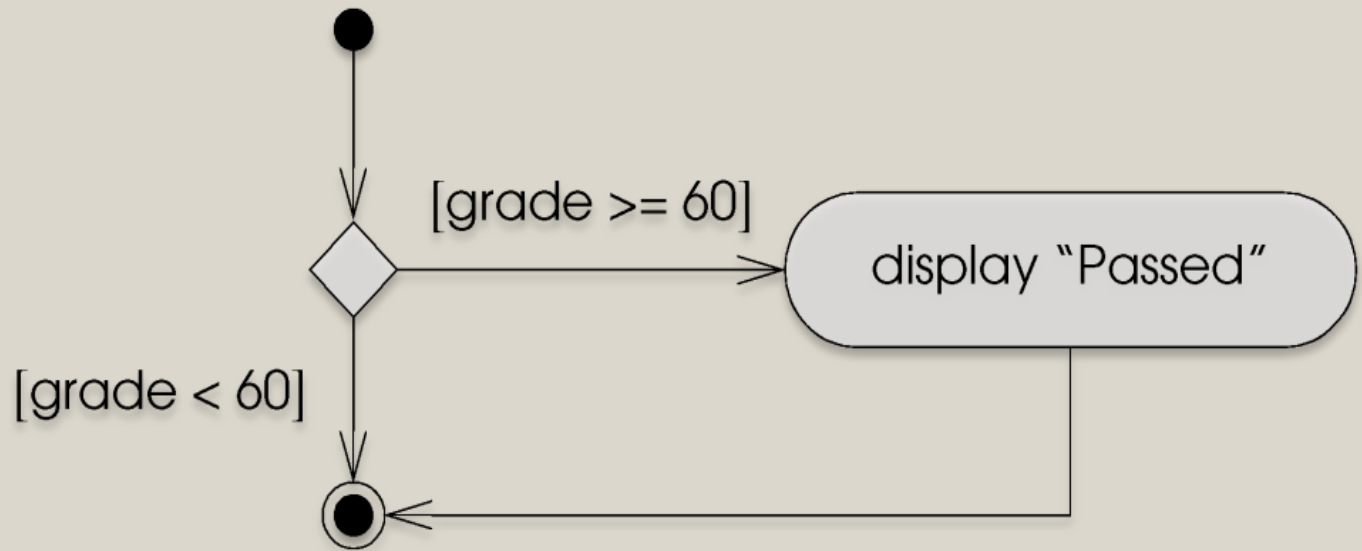 [grade >= 60]
display “Passed”
[grade < 60]